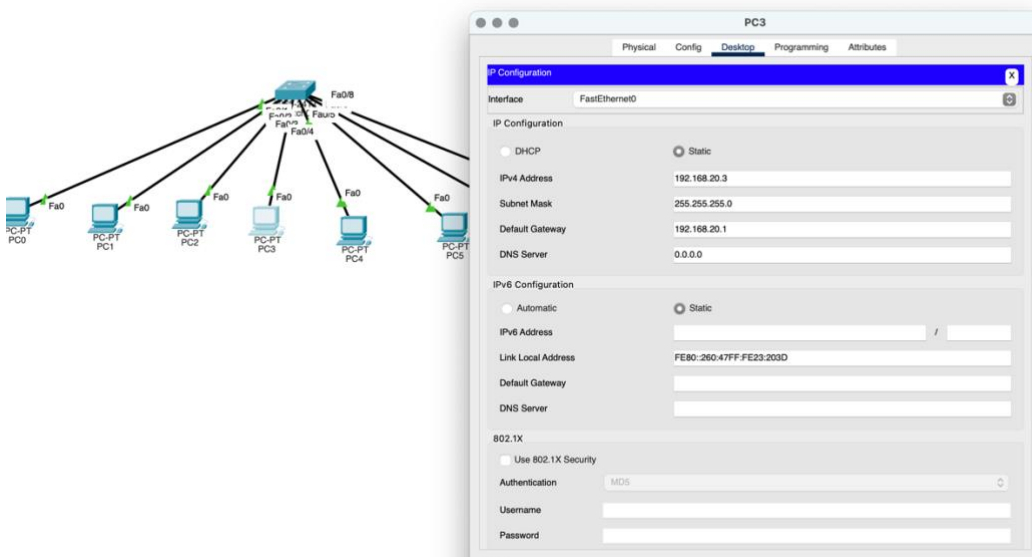 PC3
Physical Config Desktop Programming Attributes
IP Configuration X
Interface FastEthernet0
IP Configuration
DHCP Static
IPv4 Address 192.168.20.3
Subnet Mask 255.255.255.0
Default Gateway 192.168.20.1
DNS Server 0.0.0.0
IPv6 Configuration
Automatic Static
IPv6 Address /
Link Local Address FE80::260:47FF:FE23:203D
Default Gateway
DNS Server
802.1X
Use 802.1X Security
Authentication MD5
Username
Password
Fa0/8
Fa0/5
Fa0/4
Fa0 Fa0 Fa0 Fa0 Fa0 Fa0
PC-PT
PC0
PC-PT
PC1
PC-PT
PC2
PC-PT
PC3
PC-PT
PC4
PC-PT
PC5